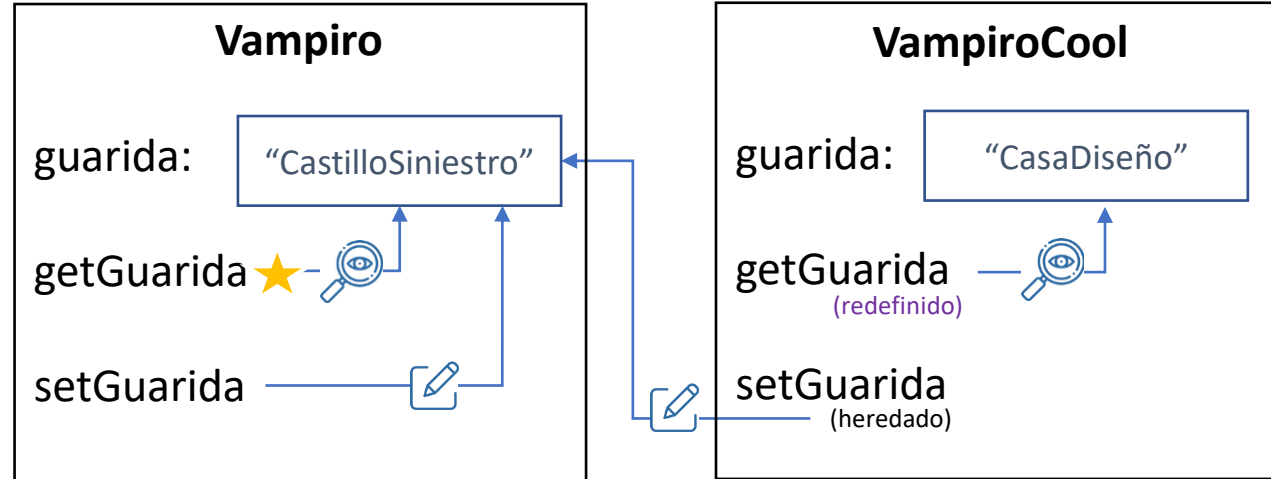 Vampiro
guarida:
“CastilloSiniestro”
getGuarida
setGuarida
VampiroCool
guarida:
“CasaDiseño”
getGuarida
(redefinido)
setGuarida
(heredado)